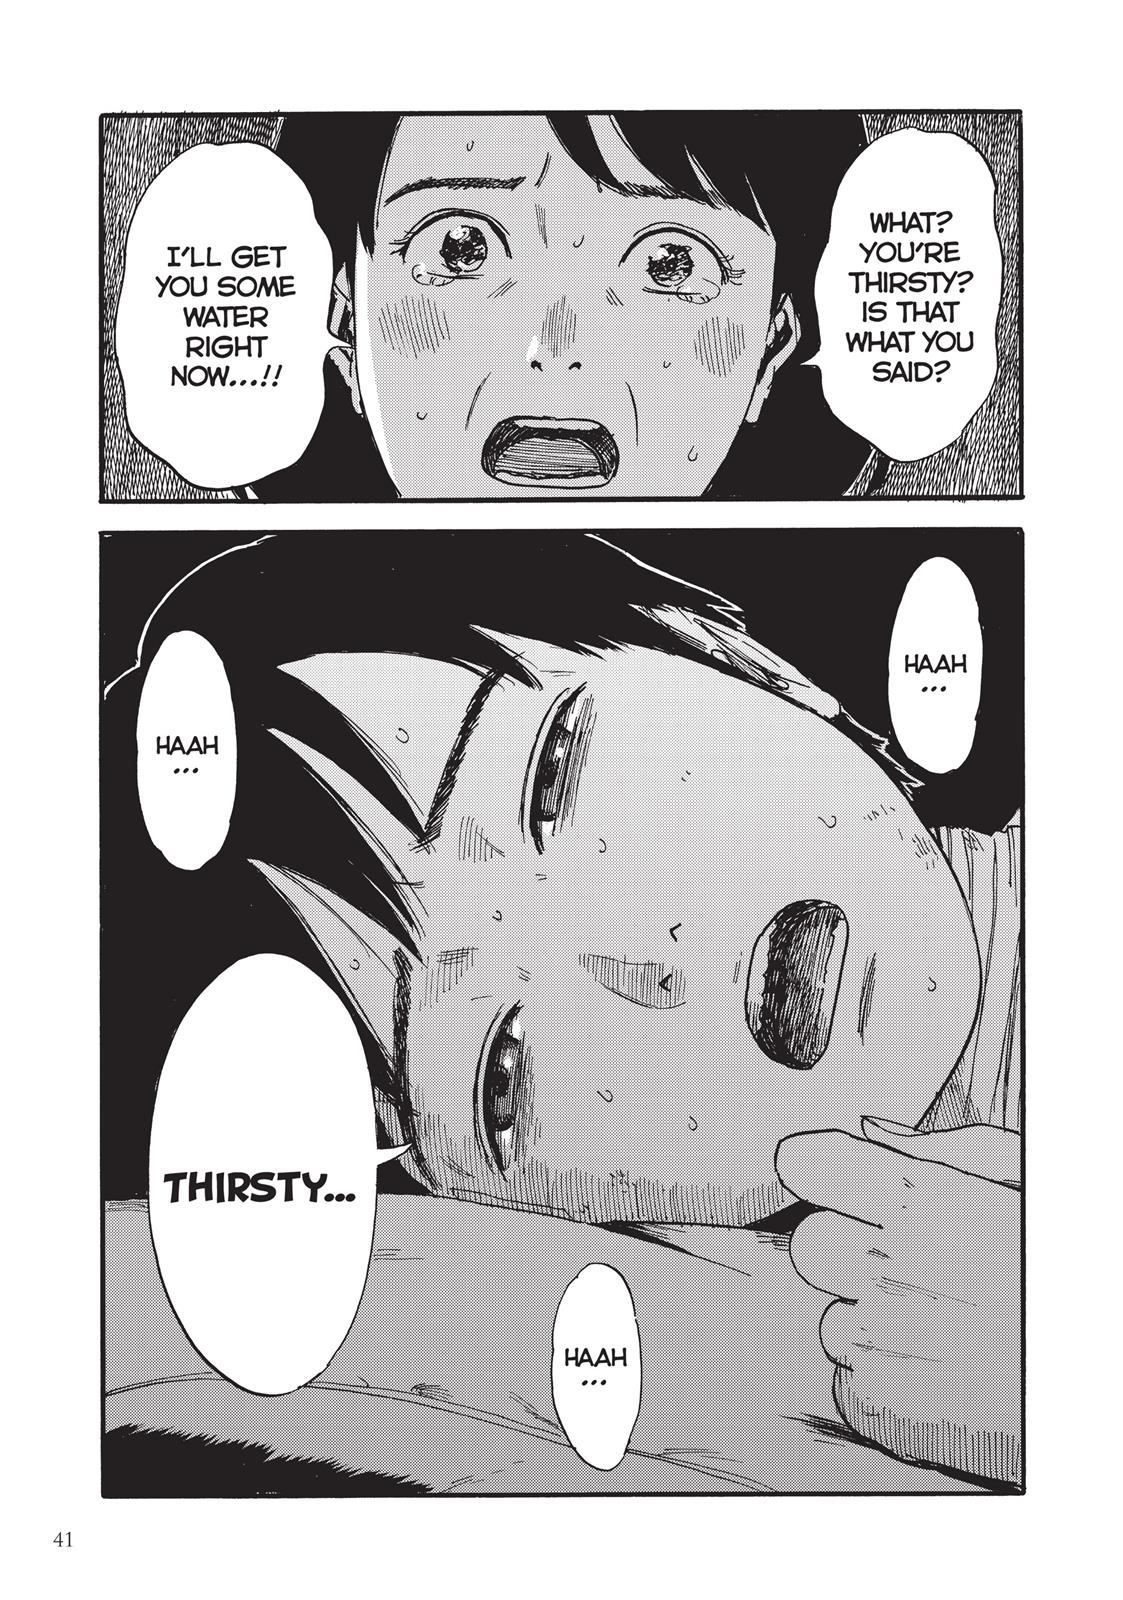 WHAT?
YOU'RE
THIRSTY?
IS THAT
WHAT YOU
SAID?
I'LL GET
YOU SOME
WATER
RIGHT
NOW...!!
HAAH
...
HAAH
...
THIRSTY...
HAAH
...
41